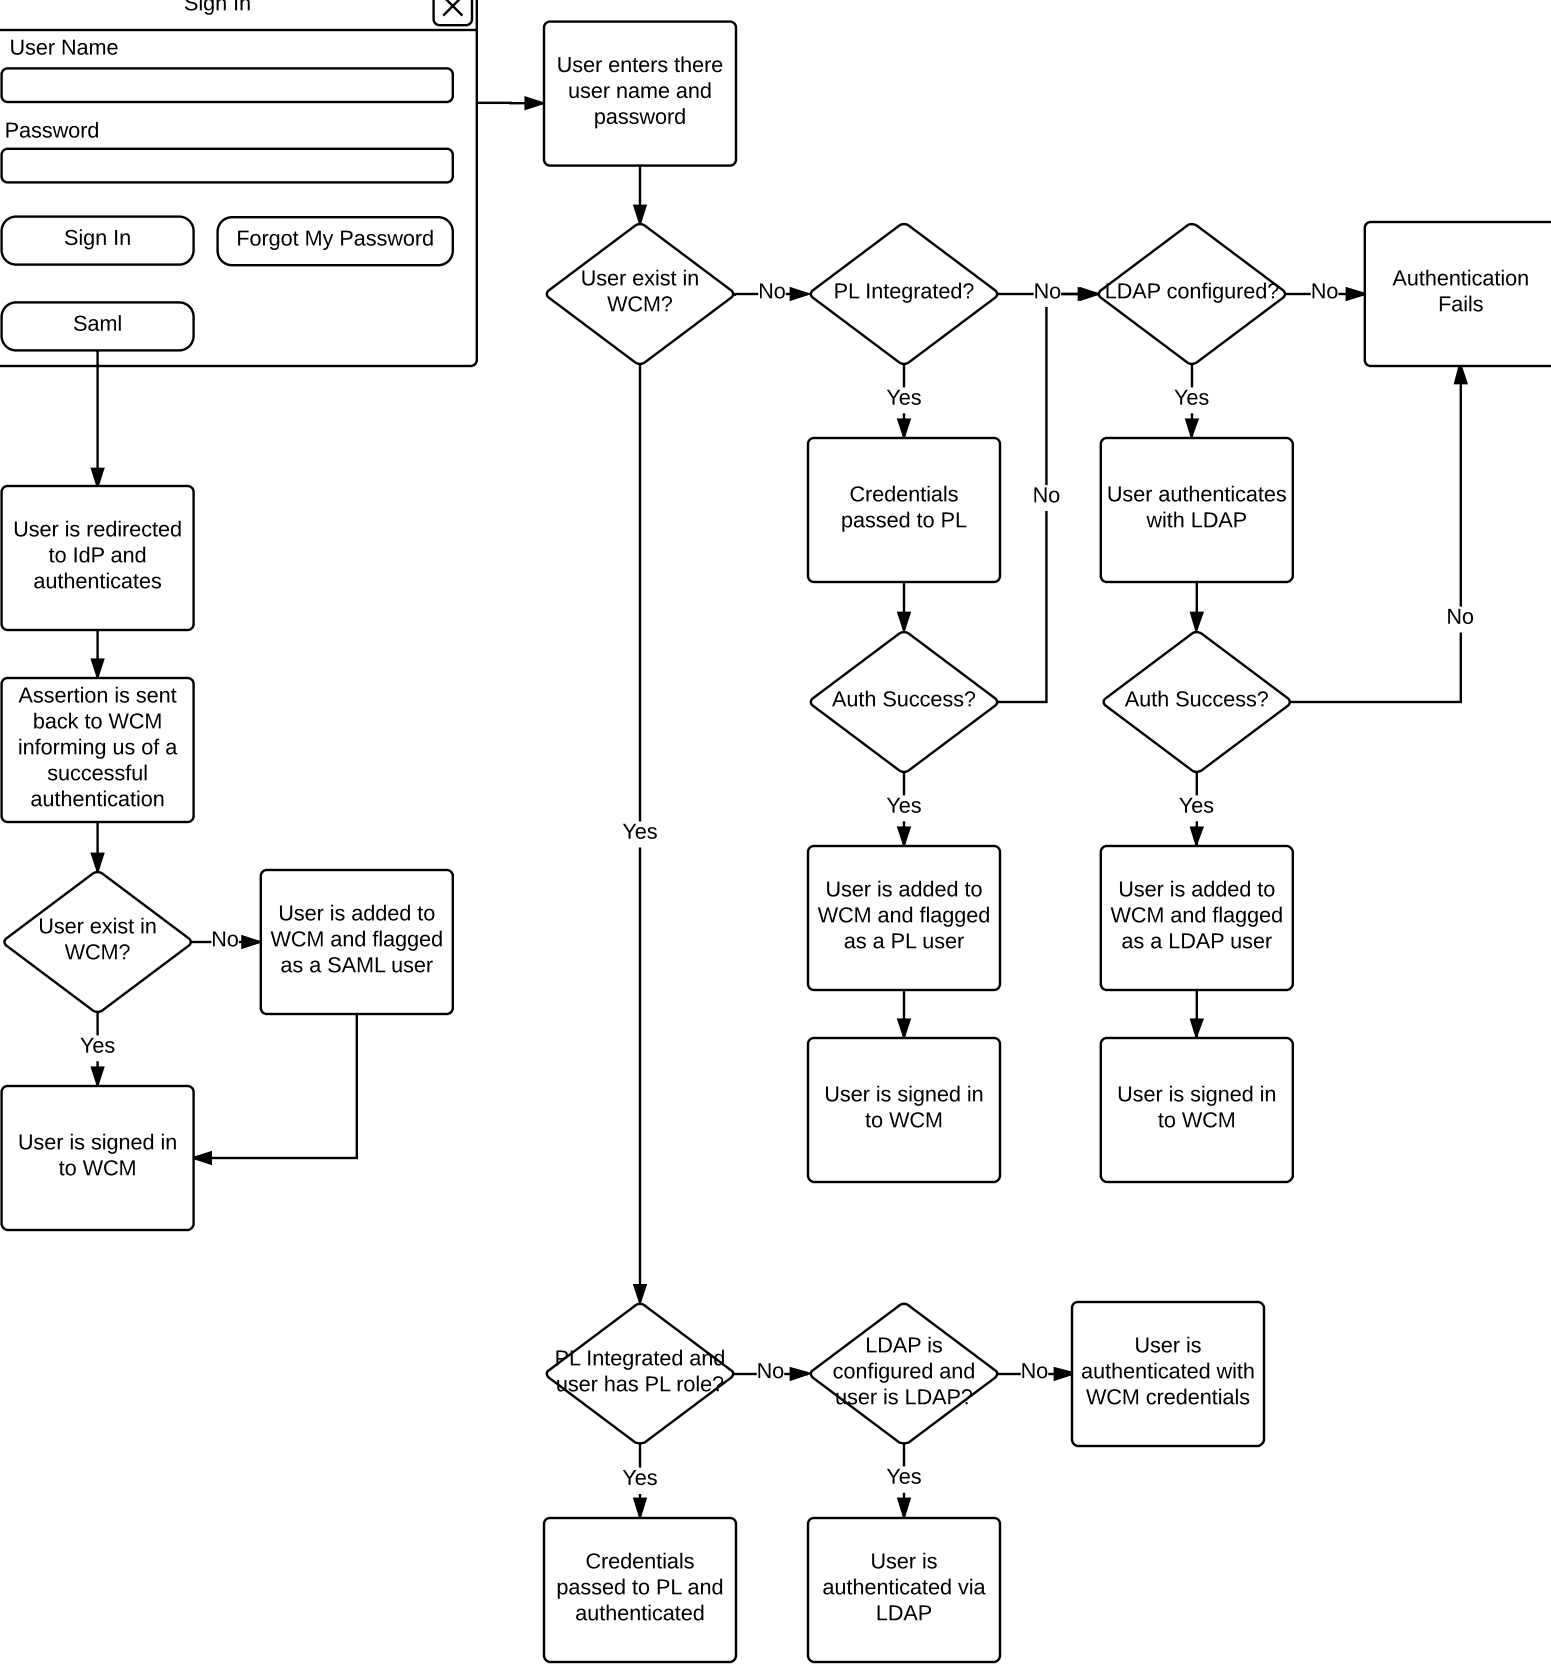 Sign In
User Name
Password
Sign In
Forgot My Password
Saml
User enters there
user name and
password
User exist in
WCM?
No
PL Integrated?
No
LDAP configured?
No
Authentication
Fails
Yes
Yes
Credentials
passed to PL
No
User authenticates
with LDAP
No
User is redirected
to IdP and
authenticates
Assertion is sent
back to WCM
informing us of a
successful
authentication
Auth Success?
Auth Success?
Yes
Yes
Yes
User exist in
WCM?
No
User is added to
WCM and flagged
as a SAML user
User is added to
WCM and flagged
as a PL user
User is added to
WCM and flagged
as a LDAP user
Yes
User is signed in
to WCM
User is signed in
to WCM
User is signed in
to WCM
PL Integrated and
user has PL role?
No
LDAP is
configured and
user is LDAP?
No
User is
authenticated with
WCM credentials
Yes
Yes
Credentials
passed to PL and
authenticated
User is
authenticated via
LDAP